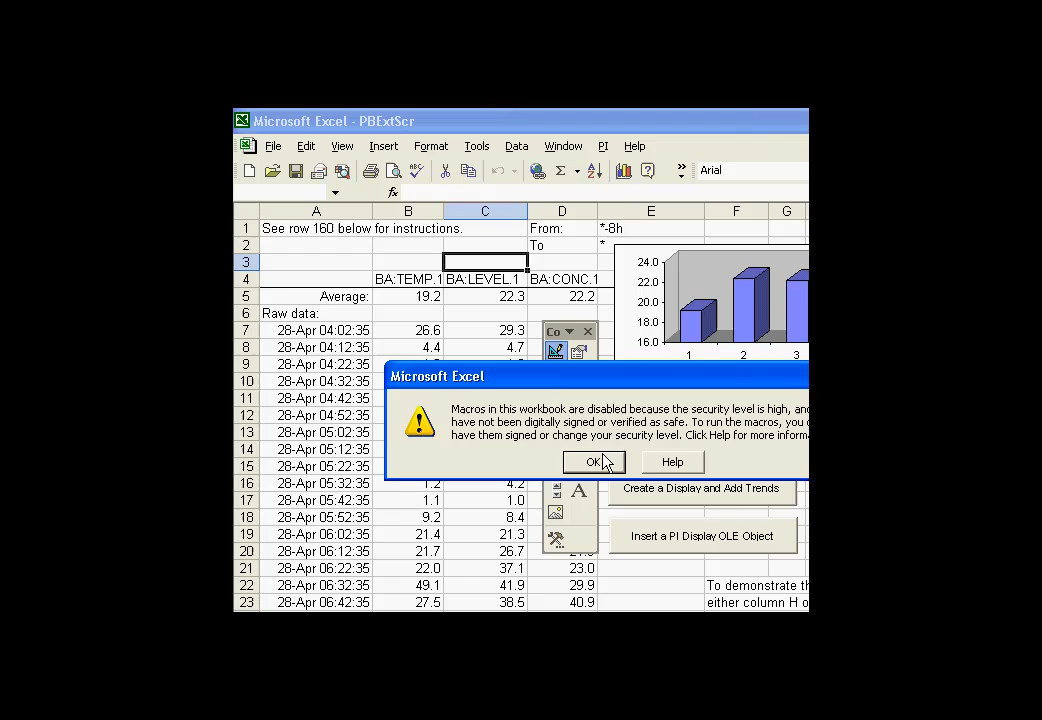 Microsoft Excel - PBExtScr
File Edit View Insert Format Tools Data Window PI Help
Arial
fx
A B C D E F G
1 See row 160 below for instructions. From: *-8h
2 To *
3
4 BA:TEMP.1 BA:LEVEL.1 BA:CONC.1
5 Average: 19.2 22.3 22.2
6 Raw data:
7 28-Apr 04:02:35 26.6 29.3
8 28-Apr 04:12:35 4.4 4.7
9 28-Apr 04:22:35
10 28-Apr 04:32:35
11 28-Apr 04:42:35
12 28-Apr 04:52:35
13 28-Apr 05:02:35
14 28-Apr 05:12:35
15 28-Apr 05:22:35
16 28-Apr 05:32:35 1.2 4.2
17 28-Apr 05:42:35 1.1 1.0
18 28-Apr 05:52:35 9.2 8.4
19 28-Apr 06:02:35 21.4 21.3
20 28-Apr 06:12:35 21.7 26.7
21 28-Apr 06:22:35 22.0 37.1 23.0
22 28-Apr 06:32:35 49.1 41.9 29.9
23 28-Apr 06:42:35 27.5 38.5 40.9
24.0
22.0
20.0
18.0
16.0
1 2 3
Co
Microsoft Excel
Macros in this workbook are disabled because the security level is high, and
have not been digitally signed or verified as safe. To run the macros, you
have them signed or change your security level. Click Help for more
OK Help
Create a Display and Add Trends
A
Insert a PI Display OLE Object
To demonstrate
either column H